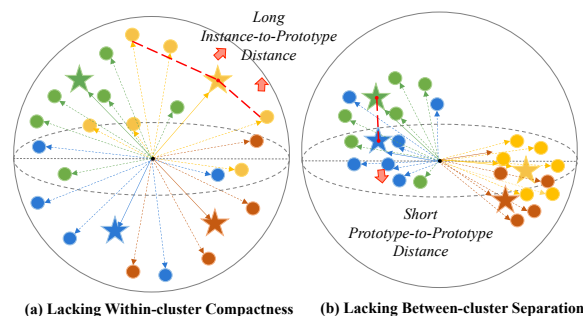 Long
Instance-to-Prototype
Distance
Short
Prototype-to-Prototype
Distance
(a) Lacking Within-cluster Compactness
(b) Lacking Between-cluster Separation